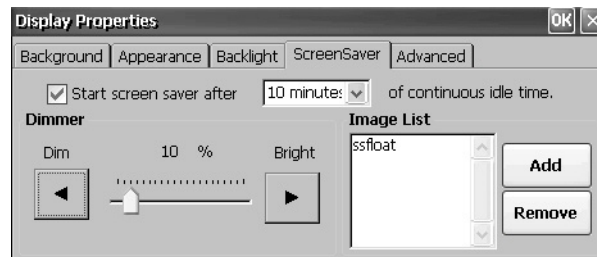 Display Properties OK ×
Background Appearance Backlight ScreenSaver Advanced
Start screen saver after 10 minutes of continuous idle time.
Dimmer Image List
Dim 10 % Bright ssfloat
Add
Remove